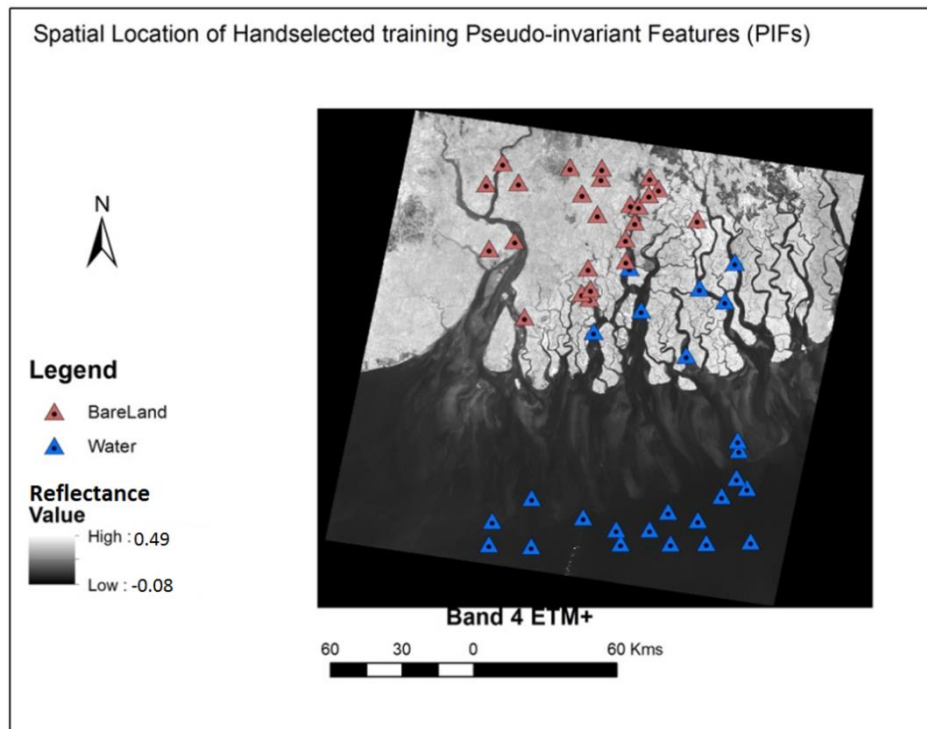 Spatial Location of Handselected training Pseudo-invariant Features (PIFs)
N
Legend
BareLand
Water
Reflectance
Value
High : 0.49
Low : -0.08
Band 4 ETM+
60 30 0 60 Kms